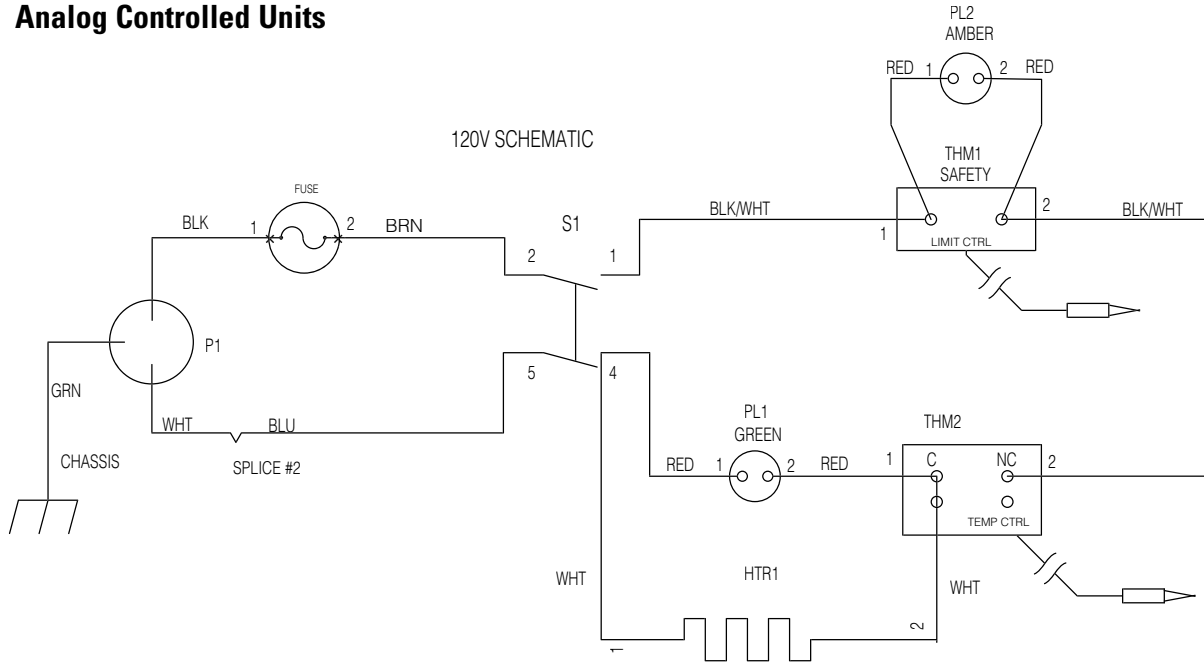 Analog Controlled Units
PL2
AMBER
RED 1 2 RED
120V SCHEMATIC
THM1
SAFETY
FUSE
BLK 1 2 BRN
S1
BLK/WHT
1
2
BLK/WHT
LIMIT CTRL
2 1
P1
GRN
5 4
WHT BLU
SPLICE #2
CHASSIS
PL1
GREEN
THM2
RED 1 2 RED
1 C NC 2
TEMP CTRL
WHT
HTR1
WHT
1
2